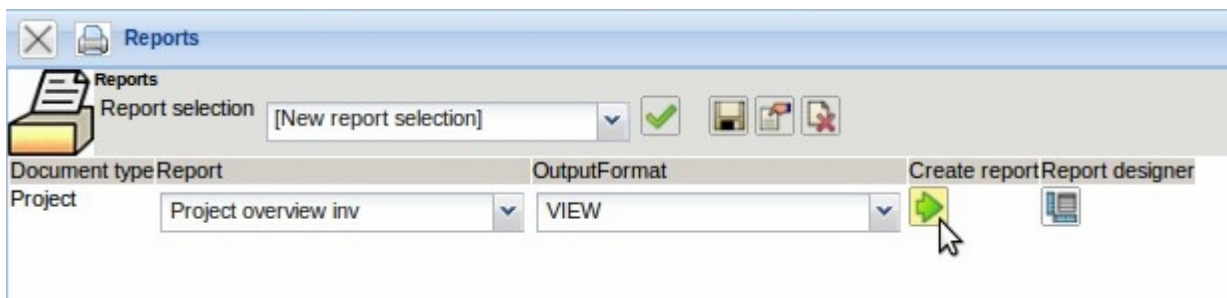 Reports
Reports
Report selection [New report selection]
Document type Report OutputFormat Create report Report designer
Project Project overview inv VIEW